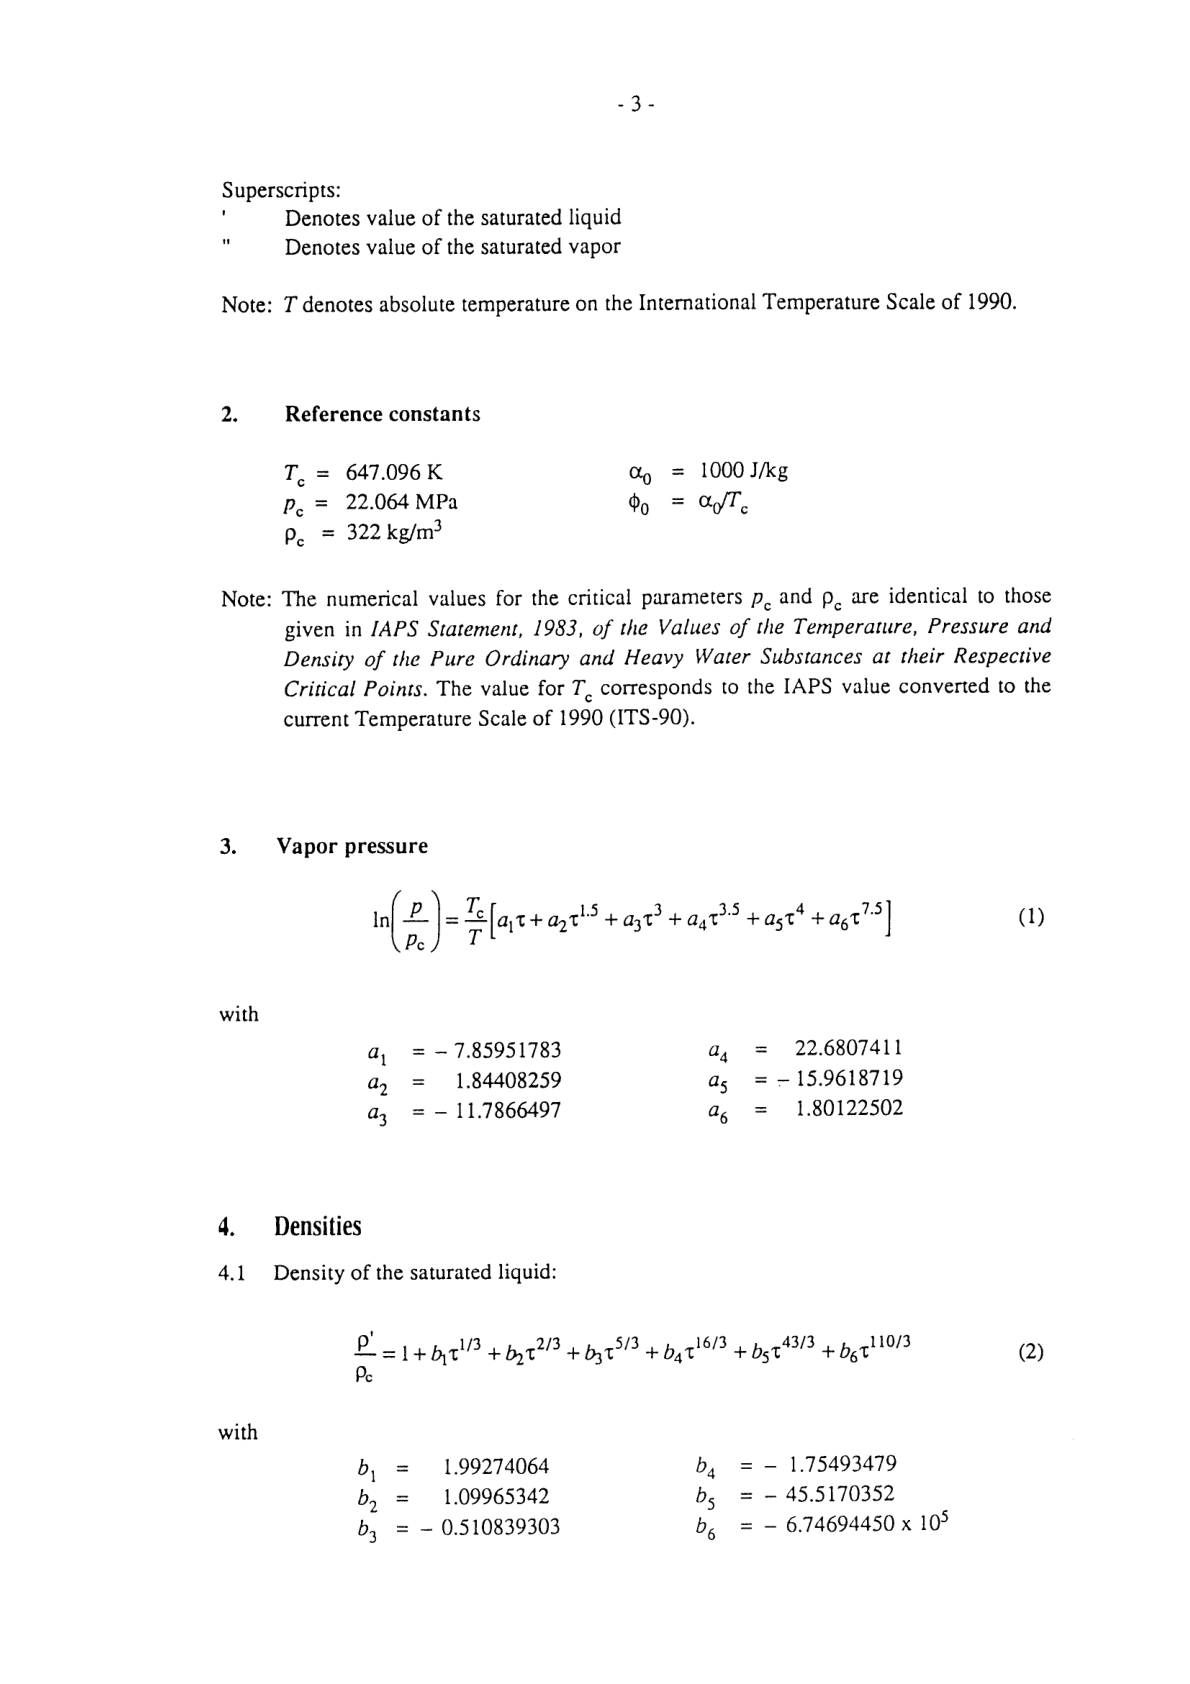 - 3 -
Superscripts:
' Denotes value of the saturated liquid
" Denotes value of the saturated vapor
Note: T denotes absolute temperature on the International Temperature Scale of 1990.
2. Reference constants
T_c = 647.096 K α_0 = 1000 J/kg
p_c = 22.064 MPa ϕ_0 = α_0/T_c
ρ_c = 322 kg/m³
Note: The numerical values for the critical parameters p_c and ρ_c are identical to those
given in IAPS Statement, 1983, of the Values of the Temperature, Pressure and
Density of the Pure Ordinary and Heavy Water Substances at their Respective
Critical Points. The value for T_c corresponds to the IAPS value converted to the
current Temperature Scale of 1990 (ITS-90).
3. Vapor pressure
ln(p/p_c) = T_c/T [a_1τ + a_2τ^1.5 + a_3τ^3 + a_4τ^3.5 + a_5τ^4 + a_6τ^7.5] (1)
with
a_1 = – 7.85951783 a_4 = 22.6807411
a_2 = 1.84408259 a_5 = – 15.9618719
a_3 = – 11.7866497 a_6 = 1.80122502
4. Densities
4.1 Density of the saturated liquid:
ρ'/ρ_c = 1 + b_1τ^1/3 + b_2τ^2/3 + b_3τ^5/3 + b_4τ^16/3 + b_5τ^43/3 + b_6τ^110/3 (2)
with
b_1 = 1.99274064 b_4 = – 1.75493479
b_2 = 1.09965342 b_5 = – 45.5170352
b_3 = – 0.510839303 b_6 = – 6.74694450 x 10^5